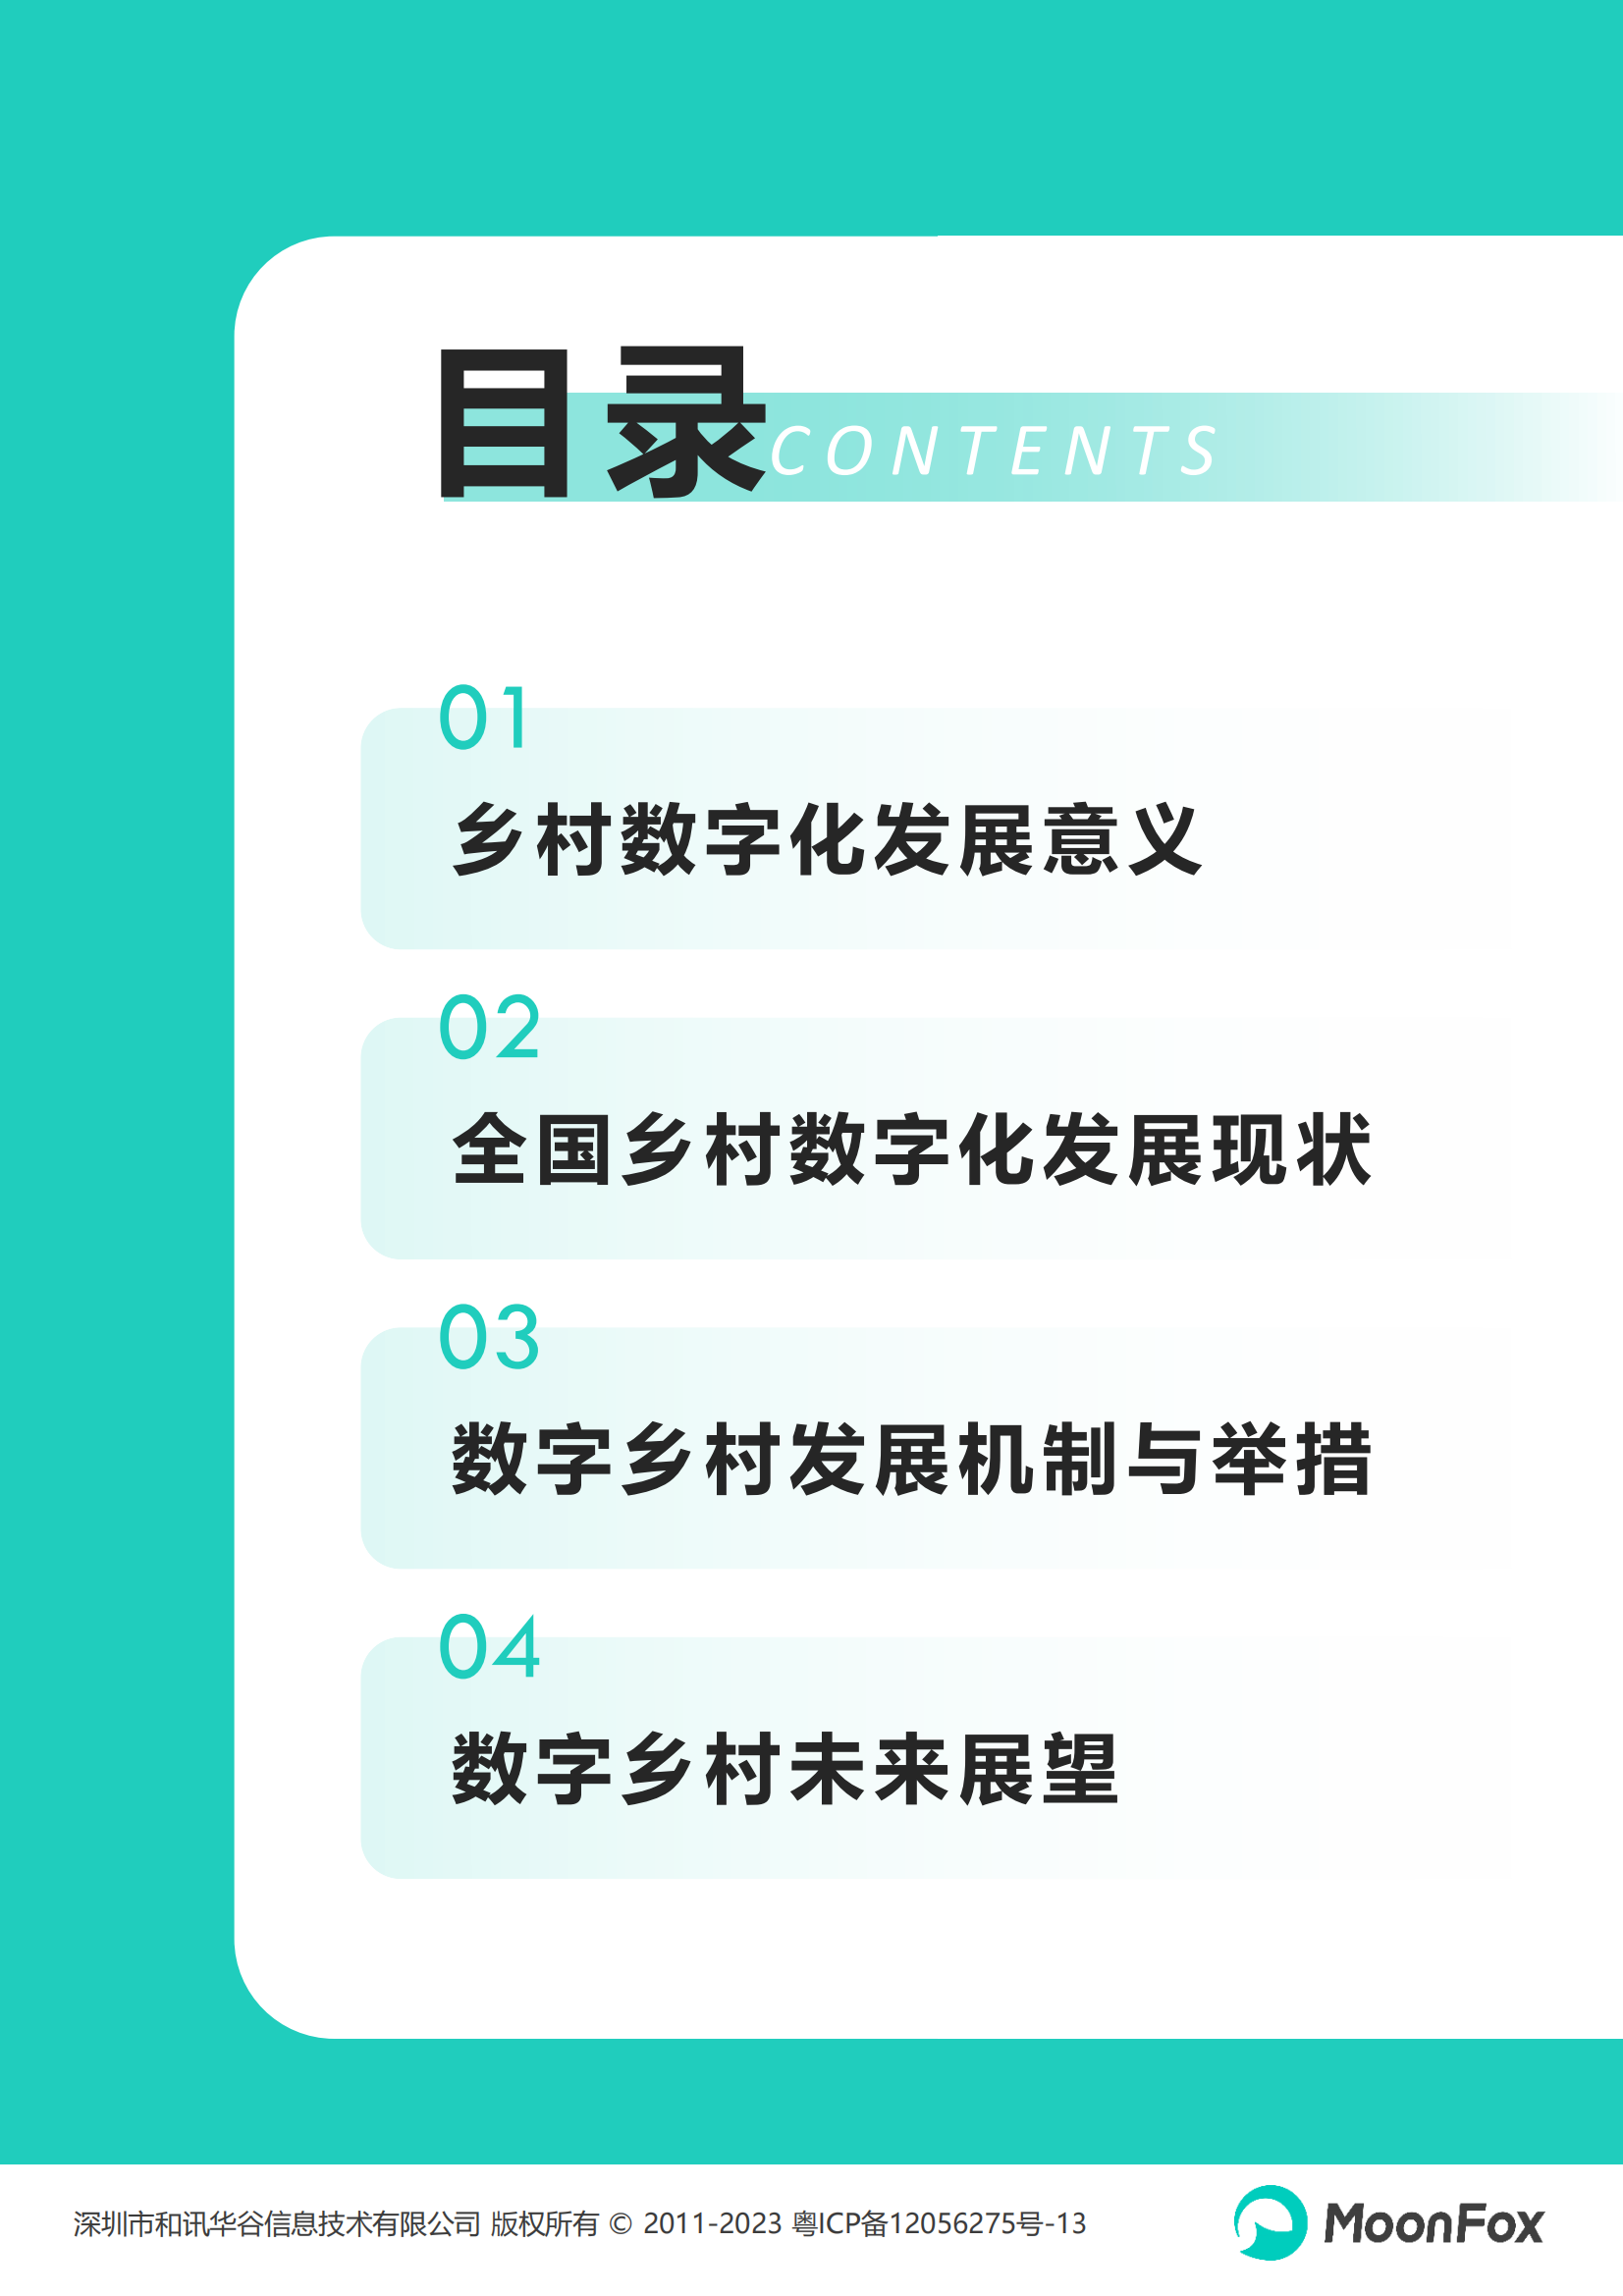 目录 CONTENTS
01
乡村数字化发展意义
02
全国乡村数字化发展现状
03
数字乡村发展机制与举措
04
数字乡村未来展望
深圳市和讯华谷信息技术有限公司 版权所有 © 2011-2023 粤ICP备12056275号-13
MoonFox